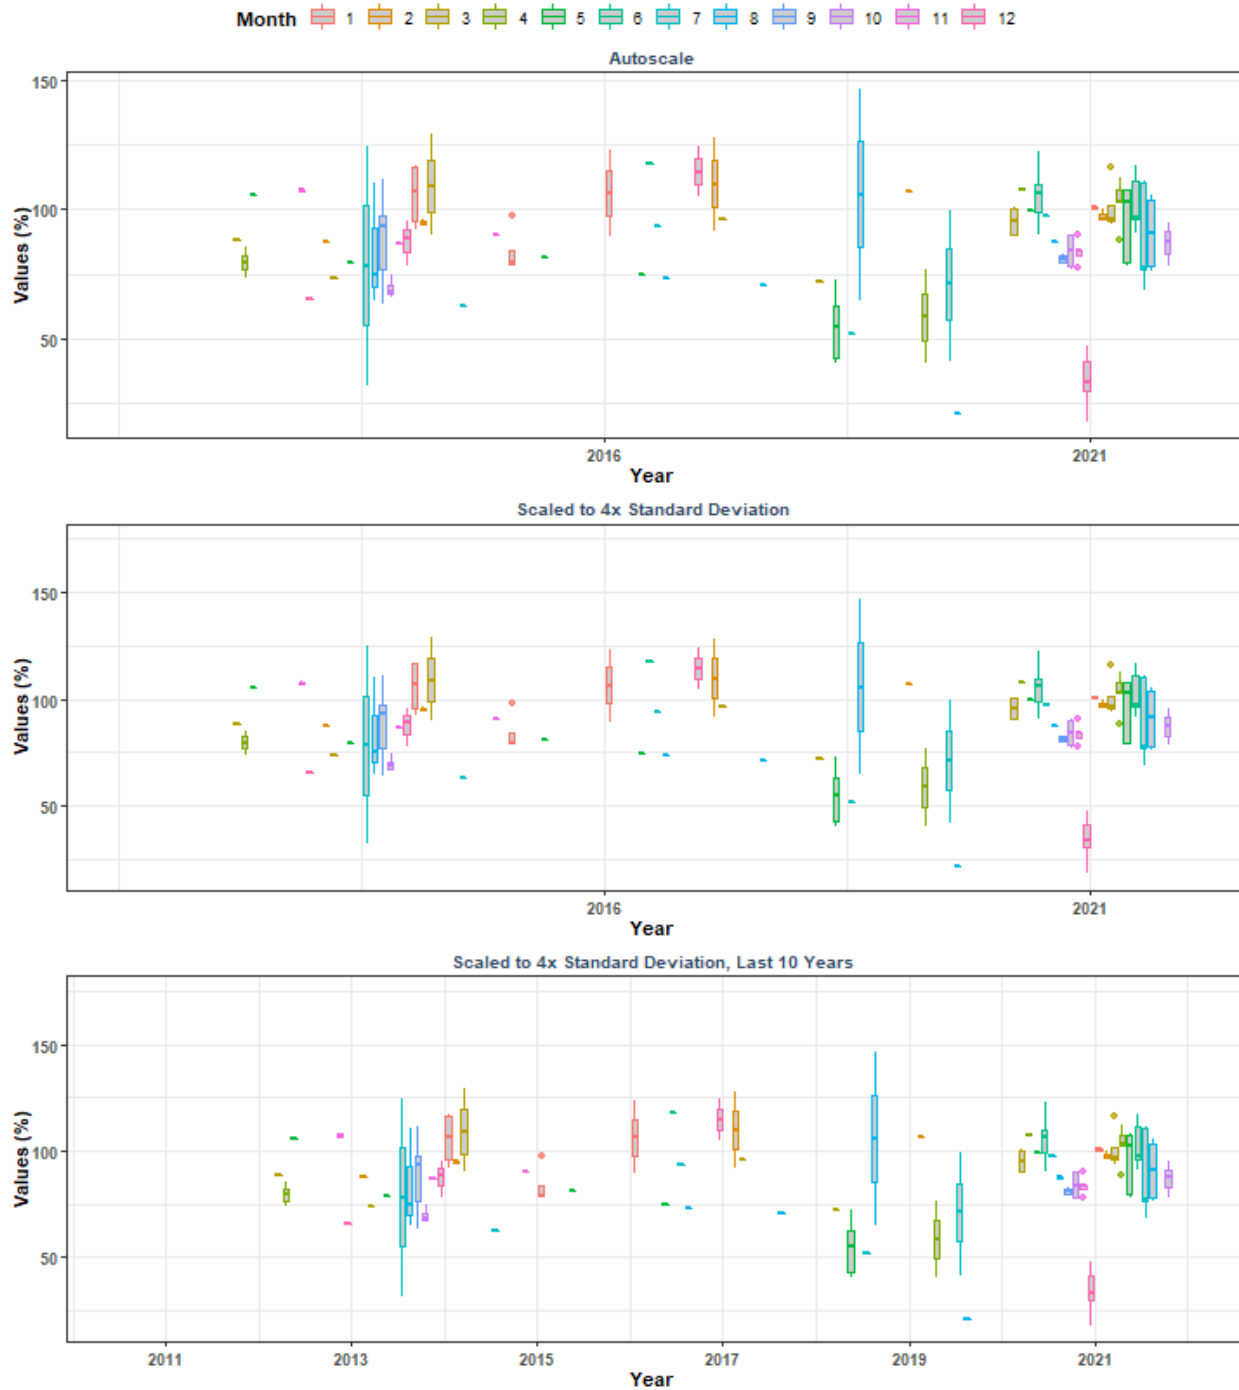 Month 1 2 3 4 5 6 7 8 9 10 11 12
Autoscale
150
100
50
Values (%)
2016 2021
Year
Scaled to 4x Standard Deviation
150
100
50
Values (%)
2016 2021
Year
Scaled to 4x Standard Deviation, Last 10 Years
150
100
50
Values (%)
2011 2013 2015 2017 2019 2021
Year